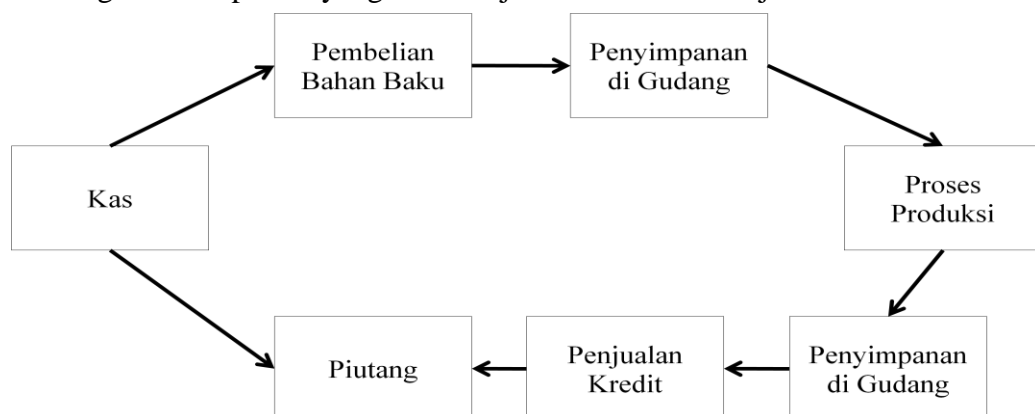 Pembelian
Bahan Baku
Penyimpanan
di Gudang
Kas
Proses
Produksi
Piutang
Penjualan
Kredit
Penyimpanan
di Gudang